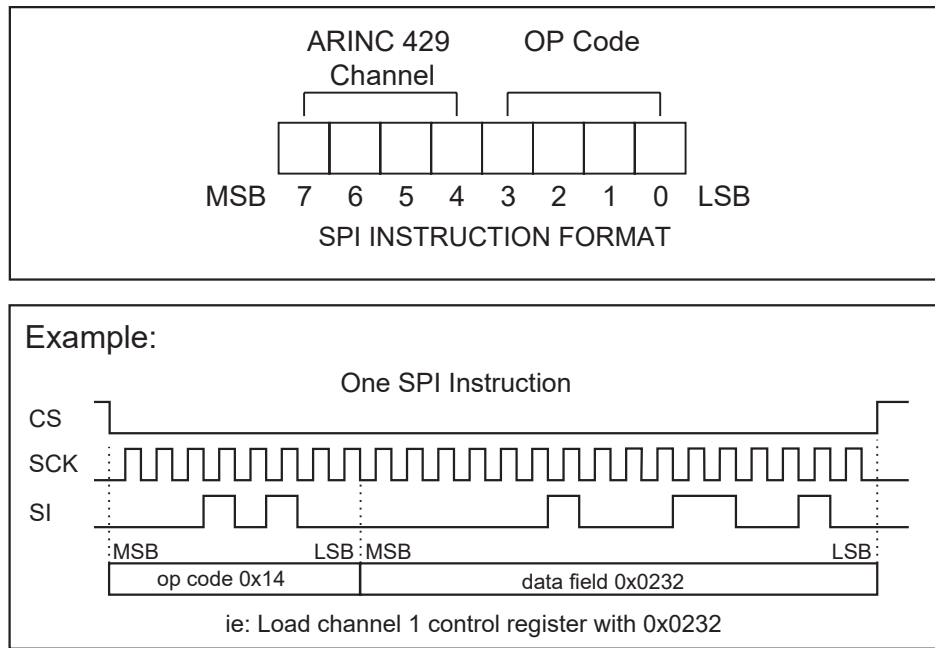 ARINC 429 OP Code
Channel
MSB 7 6 5 4 3 2 1 0 LSB
SPI INSTRUCTION FORMAT
Example:
One SPI Instruction
CS
SCK
SI
MSB LSB MSB LSB
op code 0x14 data field 0x0232
ie: Load channel 1 control register with 0x0232